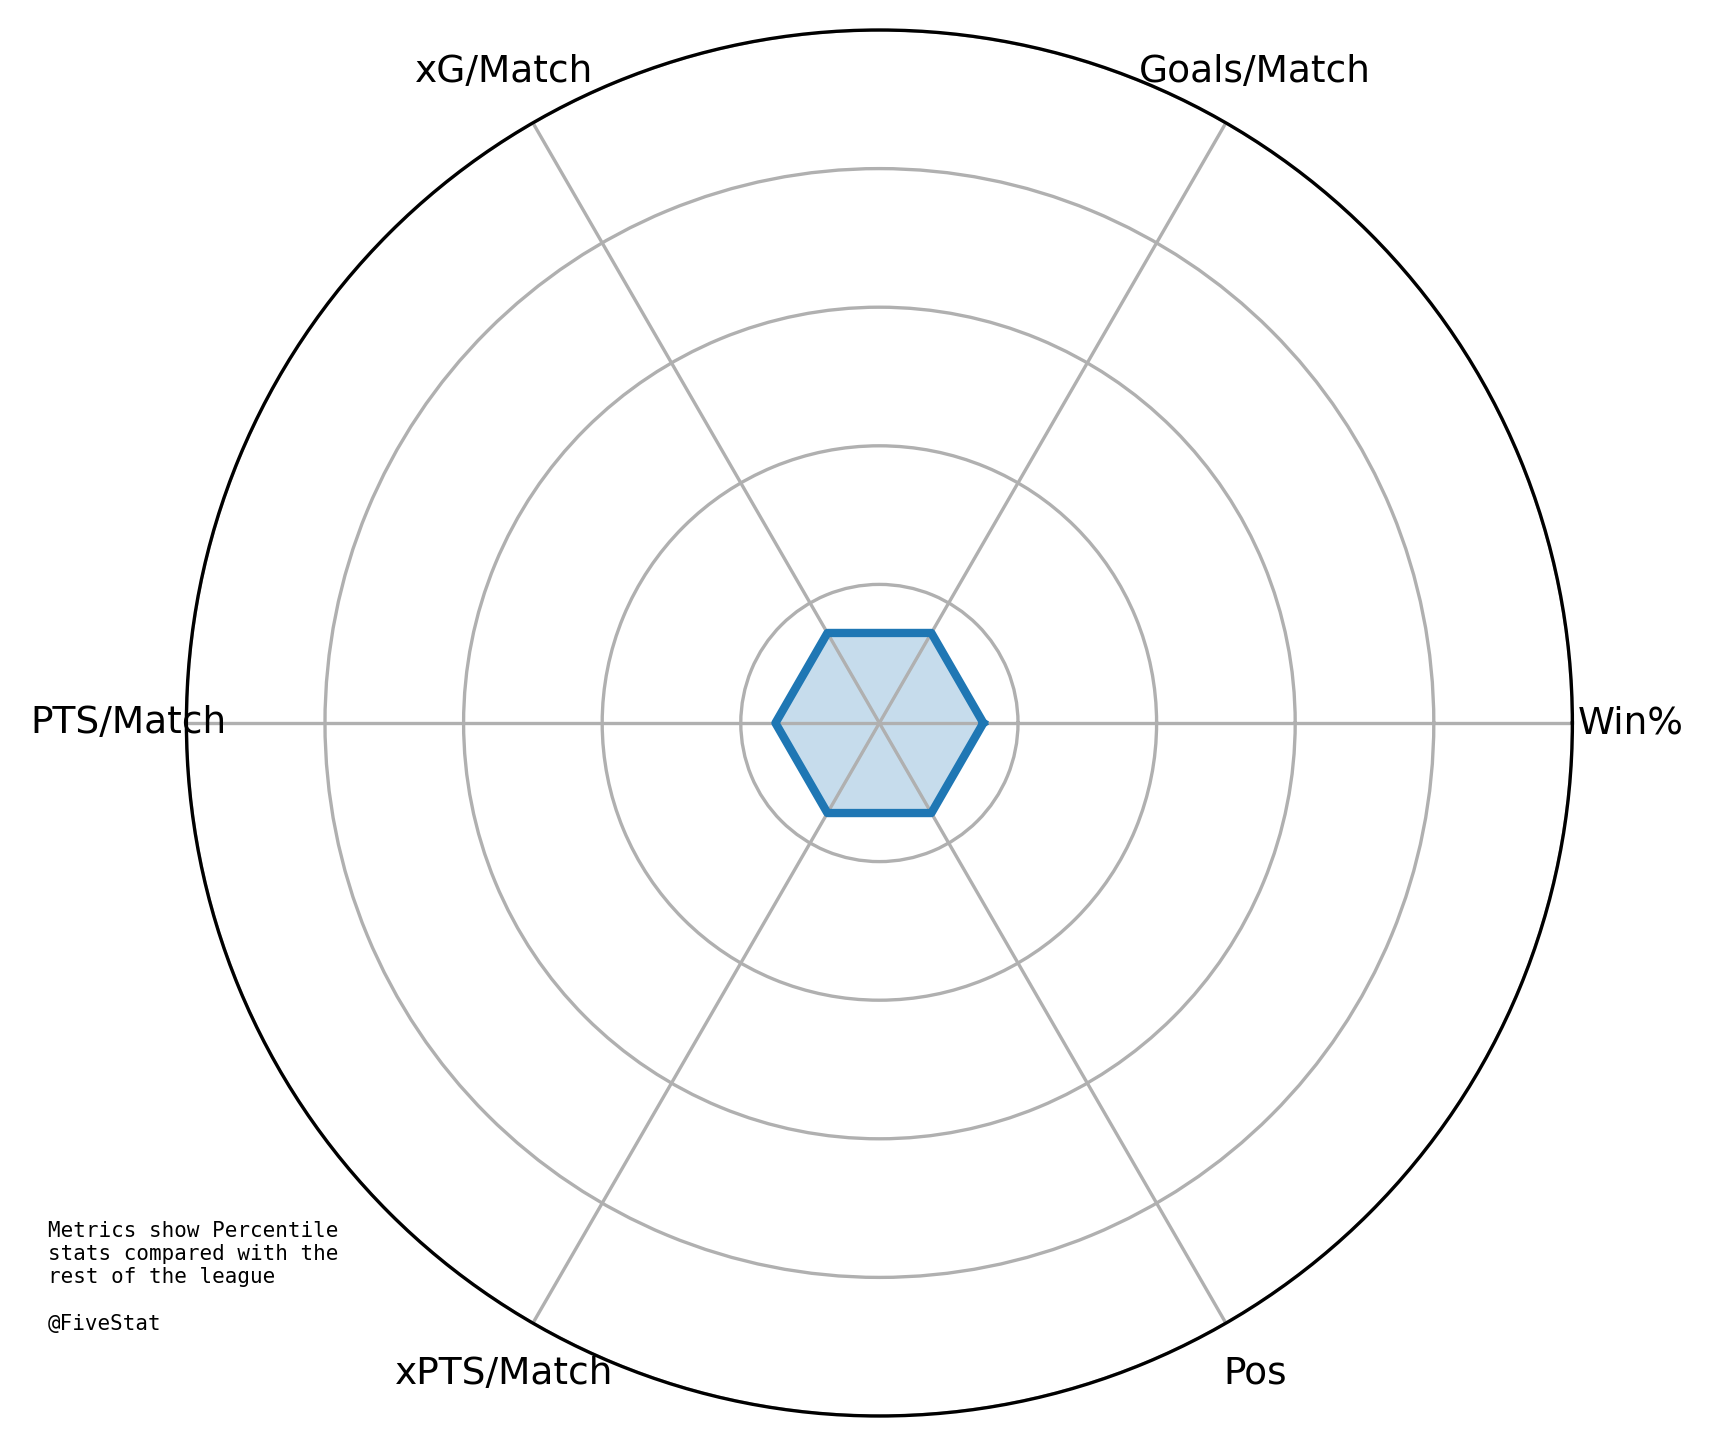 xG/Match
Goals/Match
PTS/Match
Win%
Metrics show Percentile
stats compared with the
rest of the league
@FiveStat
xPTS/Match
Pos